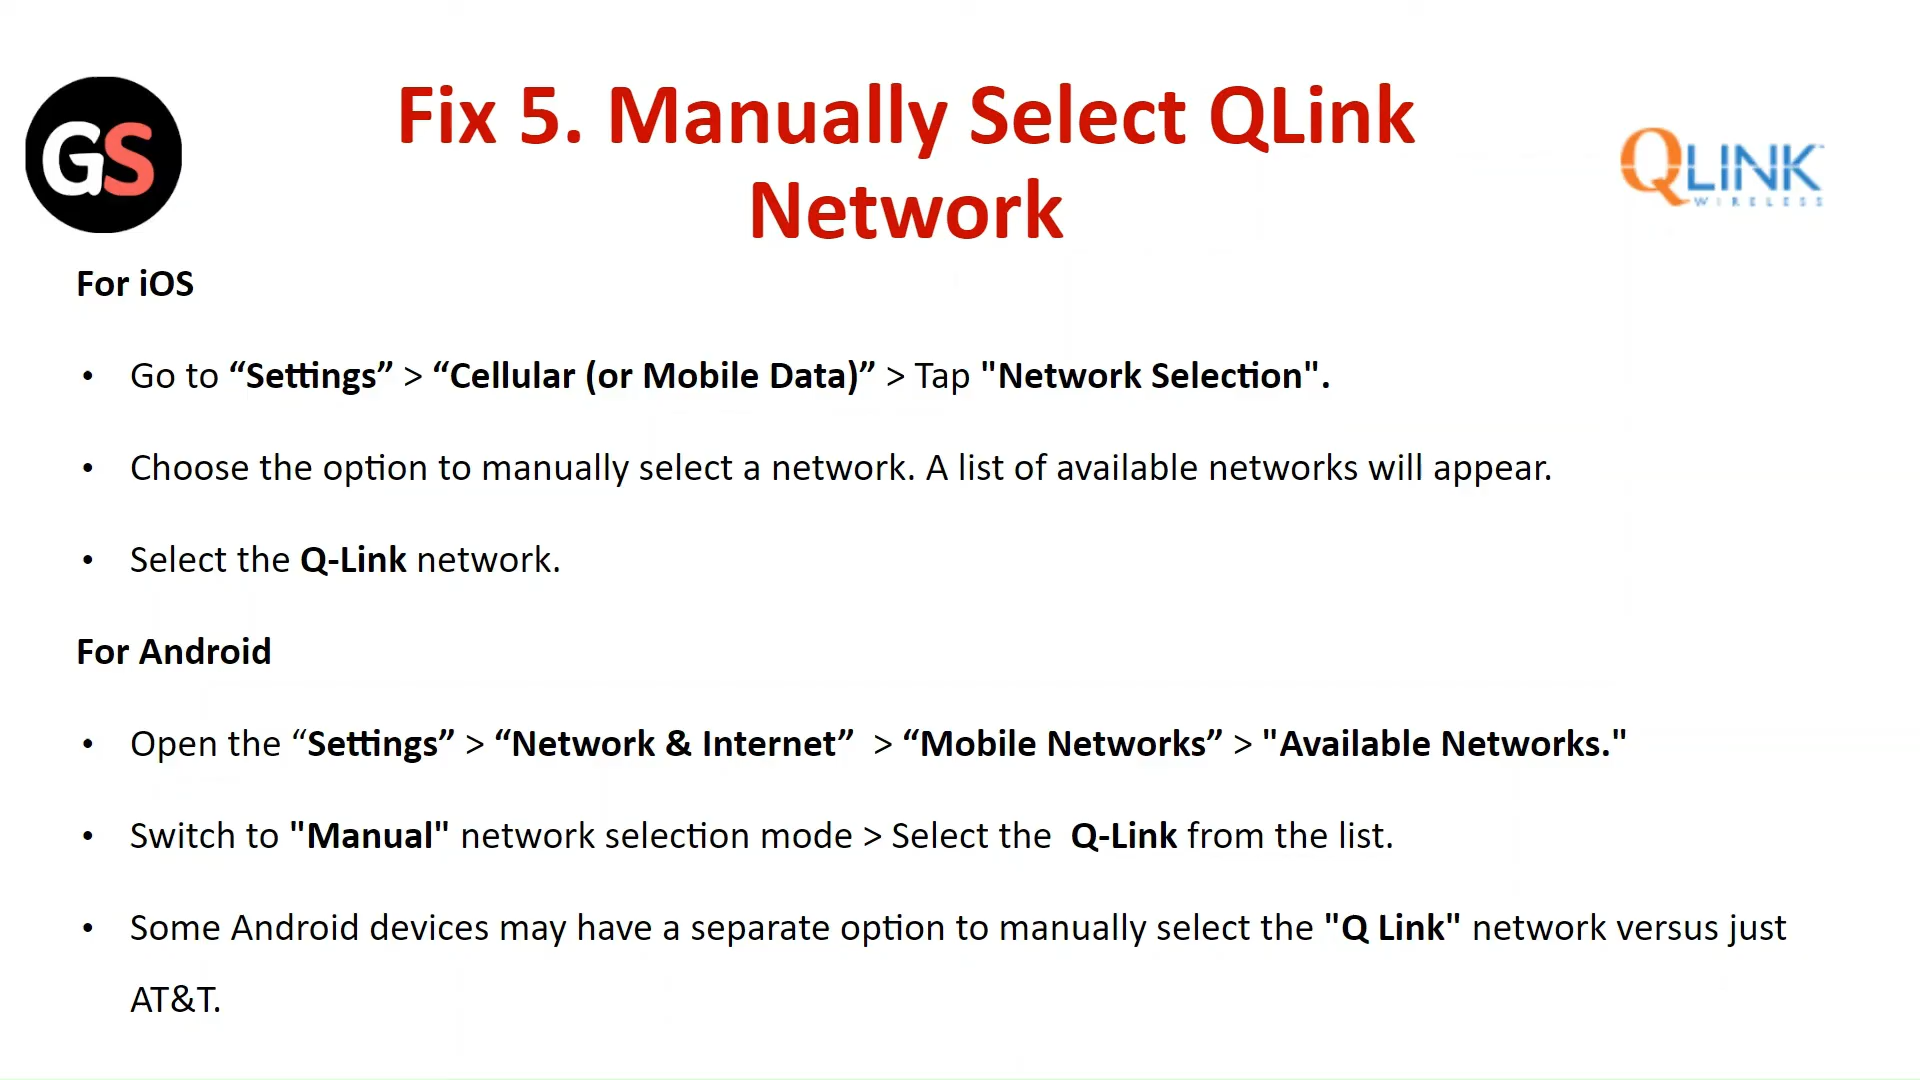 GS
Fix 5. Manually Select QLink
Network
QLINK
WIRELESS
For iOS
• Go to “Settings” > “Cellular (or Mobile Data)” > Tap "Network Selection".
• Choose the option to manually select a network. A list of available networks will appear.
• Select the Q-Link network.
For Android
• Open the “Settings” > “Network & Internet”  > “Mobile Networks” > "Available Networks."
• Switch to "Manual" network selection mode > Select the  Q-Link from the list.
• Some Android devices may have a separate option to manually select the "Q Link" network versus just
AT&T.